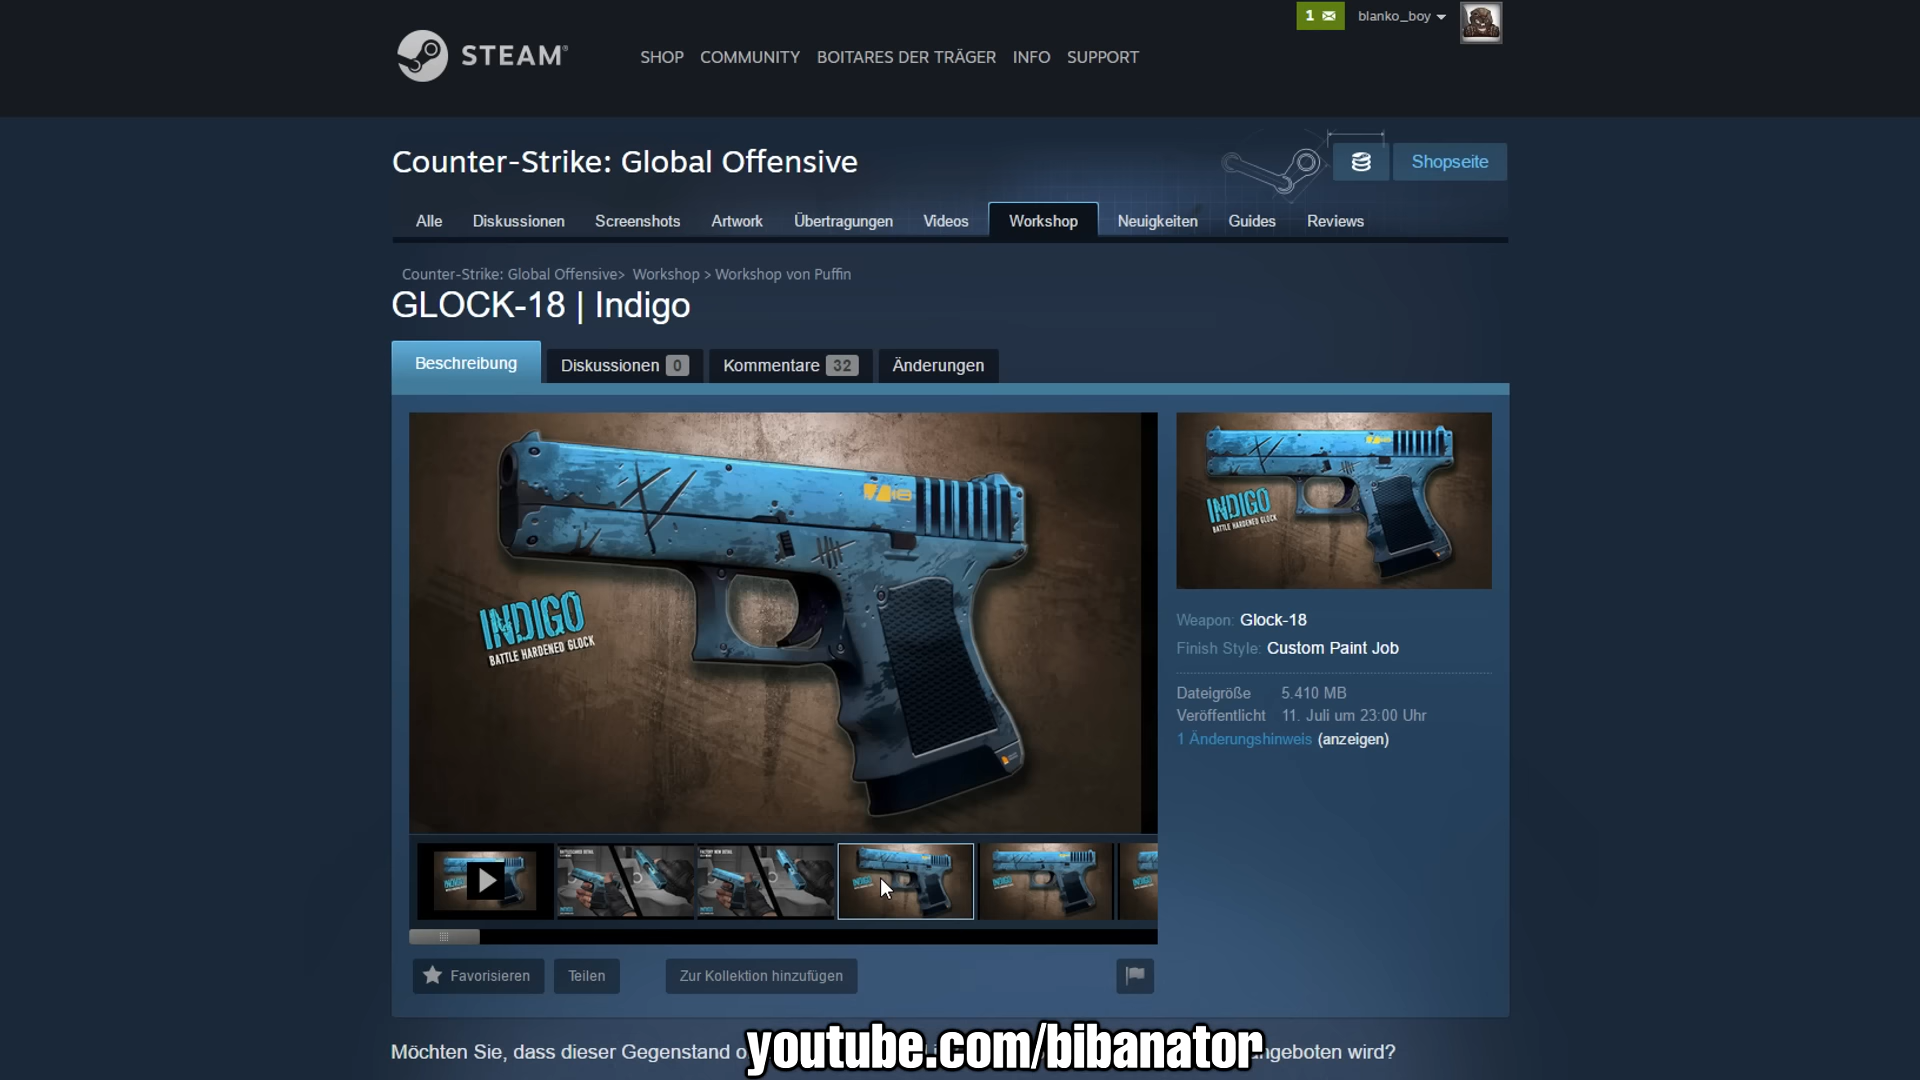 1
blanko_boy
STEAM®
SHOP COMMUNITY BOITARES DER TRÄGER INFO SUPPORT
Counter-Strike: Global Offensive
Shopseite
Alle Diskussionen Screenshots Artwork Übertragungen Videos Workshop Neuigkeiten Guides Reviews
Counter-Strike: Global Offensive> Workshop > Workshop von Puffin
GLOCK-18 | Indigo
Beschreibung Diskussionen 0 Kommentare 32 Änderungen
INDIGO
BATTLE HARDENED GLOCK
INDIGO
BATTLE HARDENED GLOCK
Weapon: Glock-18
Finish Style: Custom Paint Job
Dateigröße 5.410 MB
Veröffentlicht 11. Juli um 23:00 Uhr
1 Änderungshinweis (anzeigen)
Favorisieren Teilen Zur Kollektion hinzufügen
Möchten Sie, dass dieser Gegenstand
angeboten wird?
youtube.com/bibanator